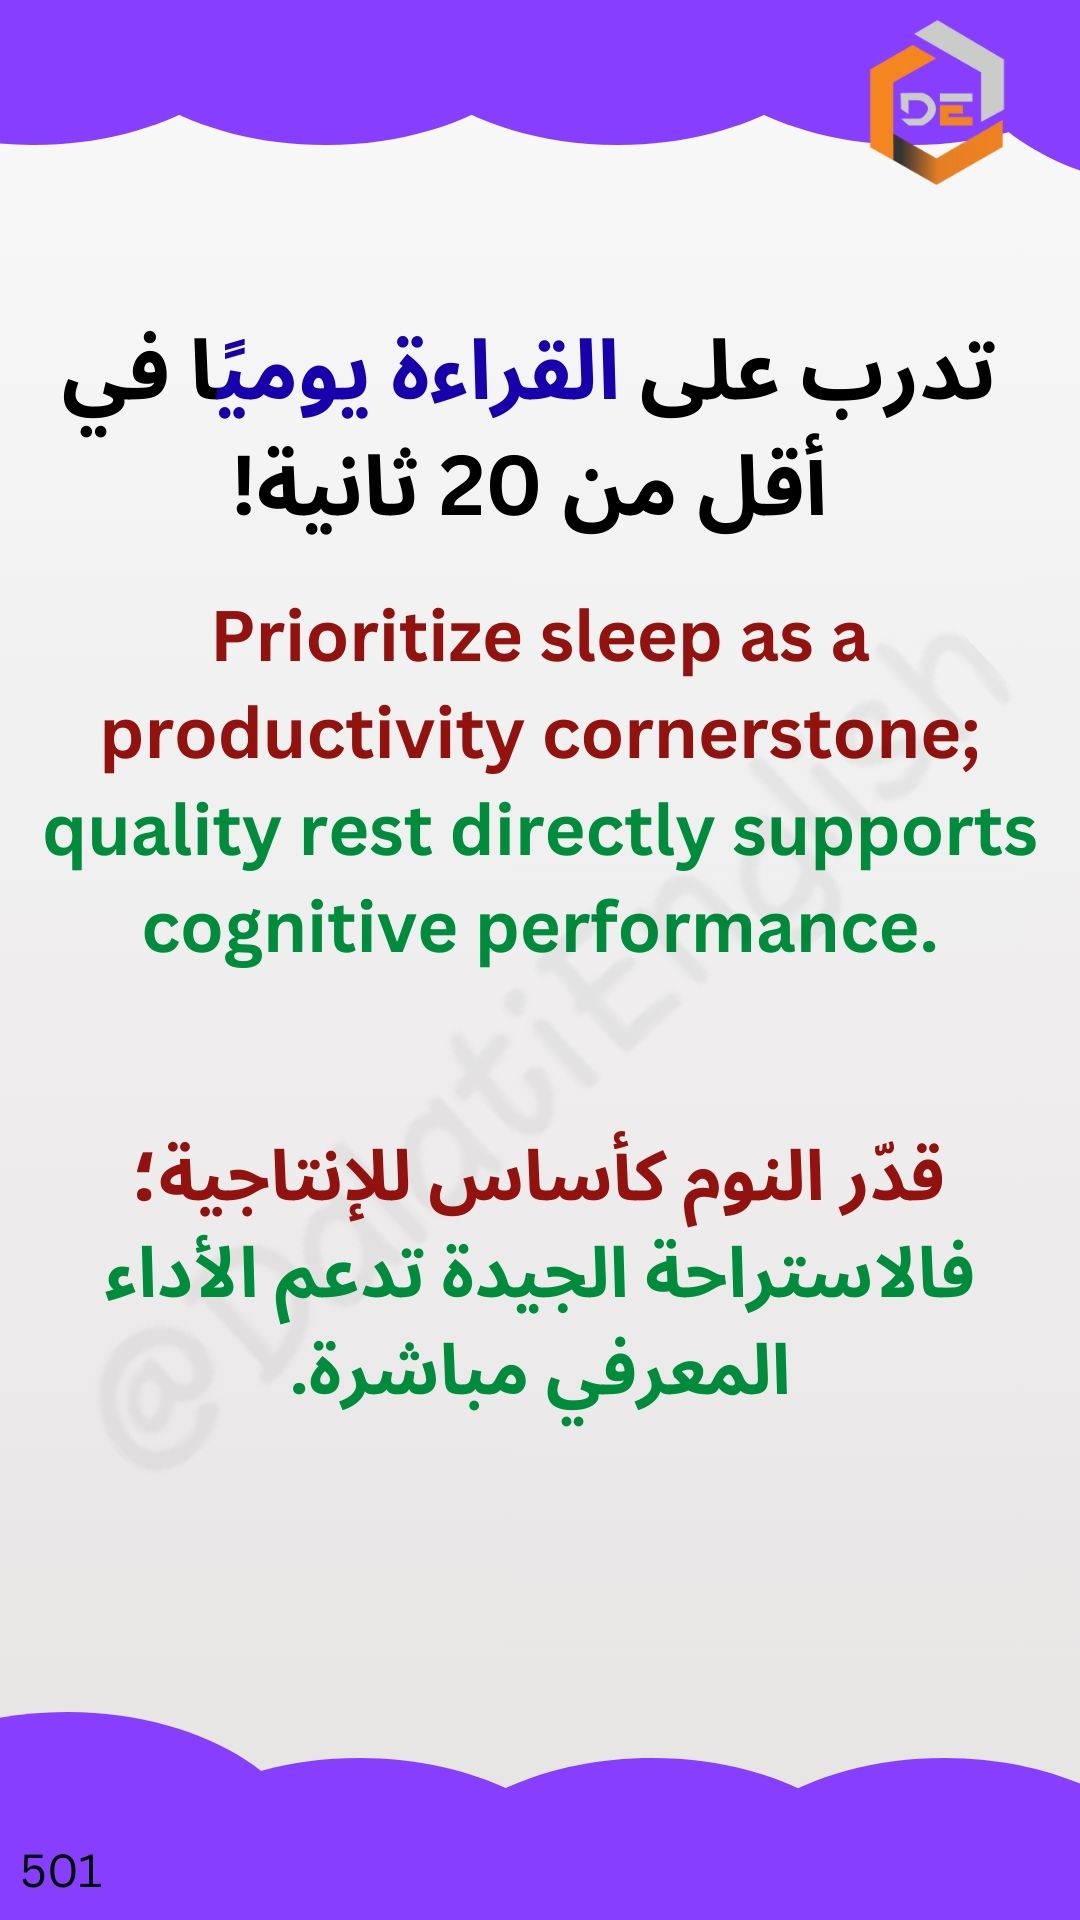 DE
تدرب على القراءة يوميًا في
أقل من 20 ثانية!
Prioritize sleep as a
productivity cornerstone;
quality rest directly supports
cognitive performance.
قدّر النوم كأساس للإنتاجية؛
فالاستراحة الجيدة تدعم الأداء
المعرفي مباشرة.
@DalatiEnglish
501